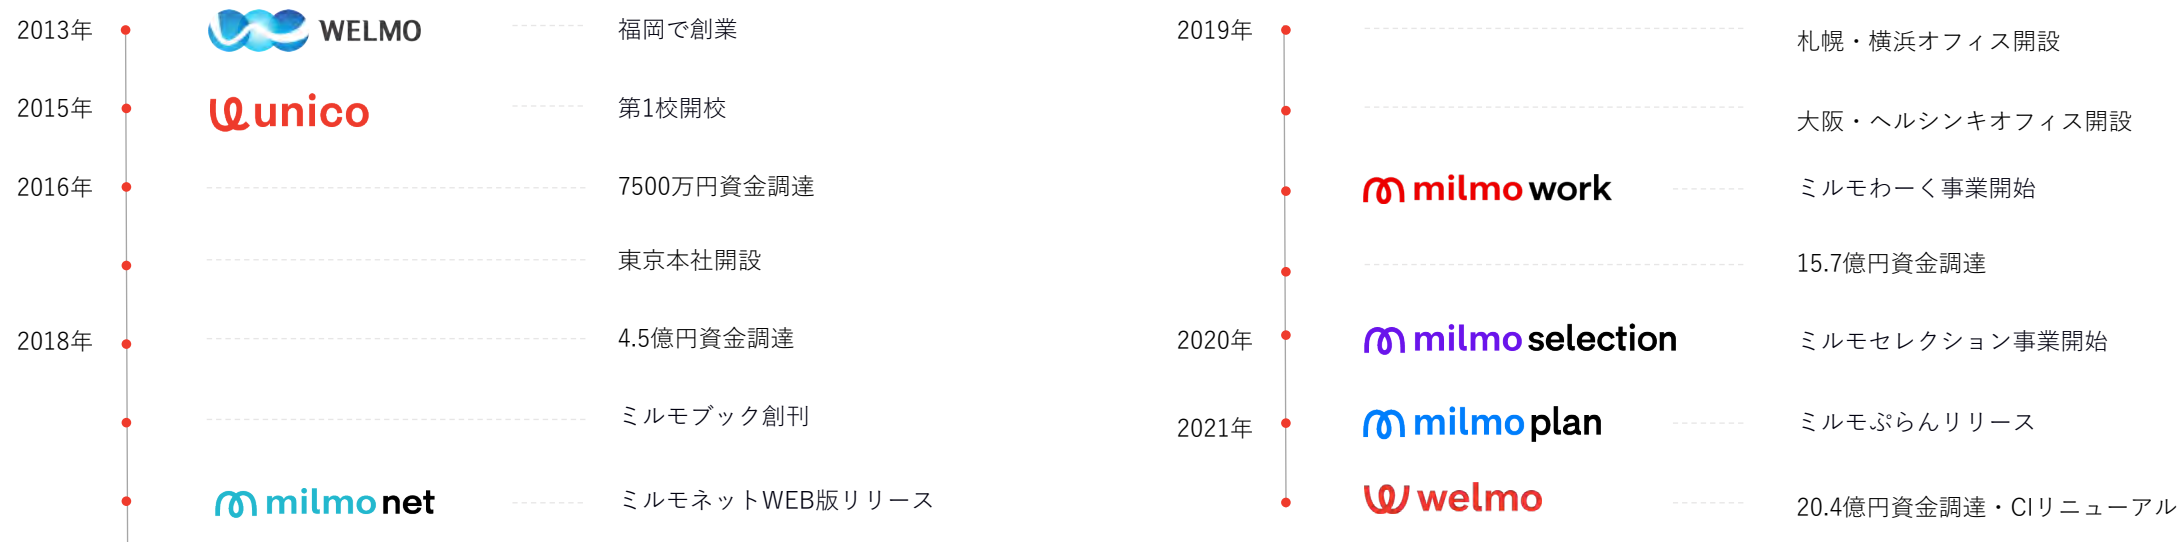 2013年 WELMO 福岡で創業
2015年 unico 第1校開校
2016年 7500万円資金調達
東京本社開設
2018年 4.5億円資金調達
ミルモブック創刊
milmo net ミルモネットWEB版リリース
2019年 札幌・横浜オフィス開設
大阪・ヘルシンキオフィス開設
milmo work ミルモわーく事業開始
15.7億円資金調達
2020年 milmo selection ミルモセレクション事業開始
2021年 milmo plan ミルモぷらんリリース
welmo 20.4億円資金調達・CIリニューアル